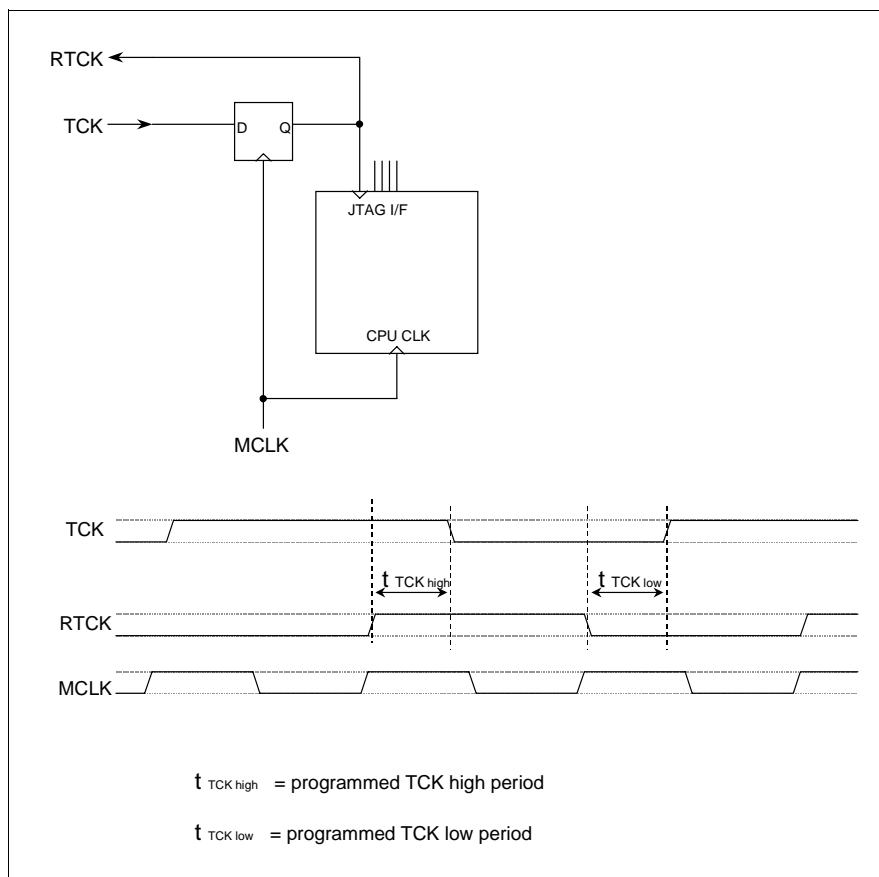 RTCK
TCK
D Q
JTAG I/F
CPU CLK
MCLK
TCK
t TCK high
t TCK low
RTCK
MCLK
t TCK high = programmed TCK high period
t TCK low = programmed TCK low period